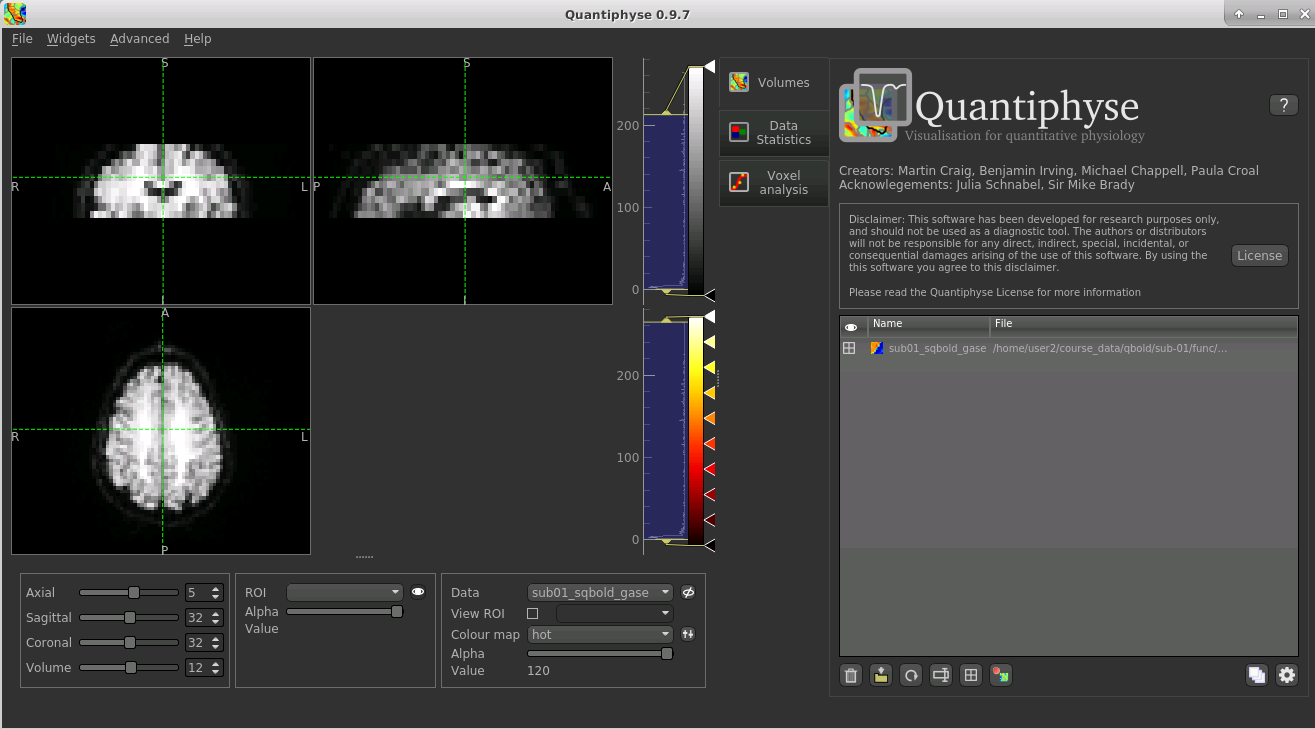 Quantiphyse 0.9.7
File Widgets Advanced Help
S
R
L
I
S
P
A
I
A
R
L
P
200
100
0
200
100
0
Volumes
Data
Statistics
Voxel
analysis
Quantiphyse
?
Visualisation for quantitative physiology
Creators: Martin Craig, Benjamin Irving, Michael Chappell, Paula Croal
Acknowlegements: Julia Schnabel, Sir Mike Brady
Disclaimer: This software has been developed for research purposes only,
and should not be used as a diagnostic tool. The authors or distributors
will not be responsible for any direct, indirect, special, incidental, or
consequential damages arising of the use of this software. By using the
this software you agree to this disclaimer.
Please read the Quantiphyse License for more information
License
Name File
sub01_sqbold_gase /home/user2/course_data/qbold/sub-01/func/...
Axial 5
Sagittal 32
Coronal 32
Volume 12
ROI
Alpha
Value
Data sub01_sqbold_gase
View ROI
Colour map hot
Alpha
Value 120